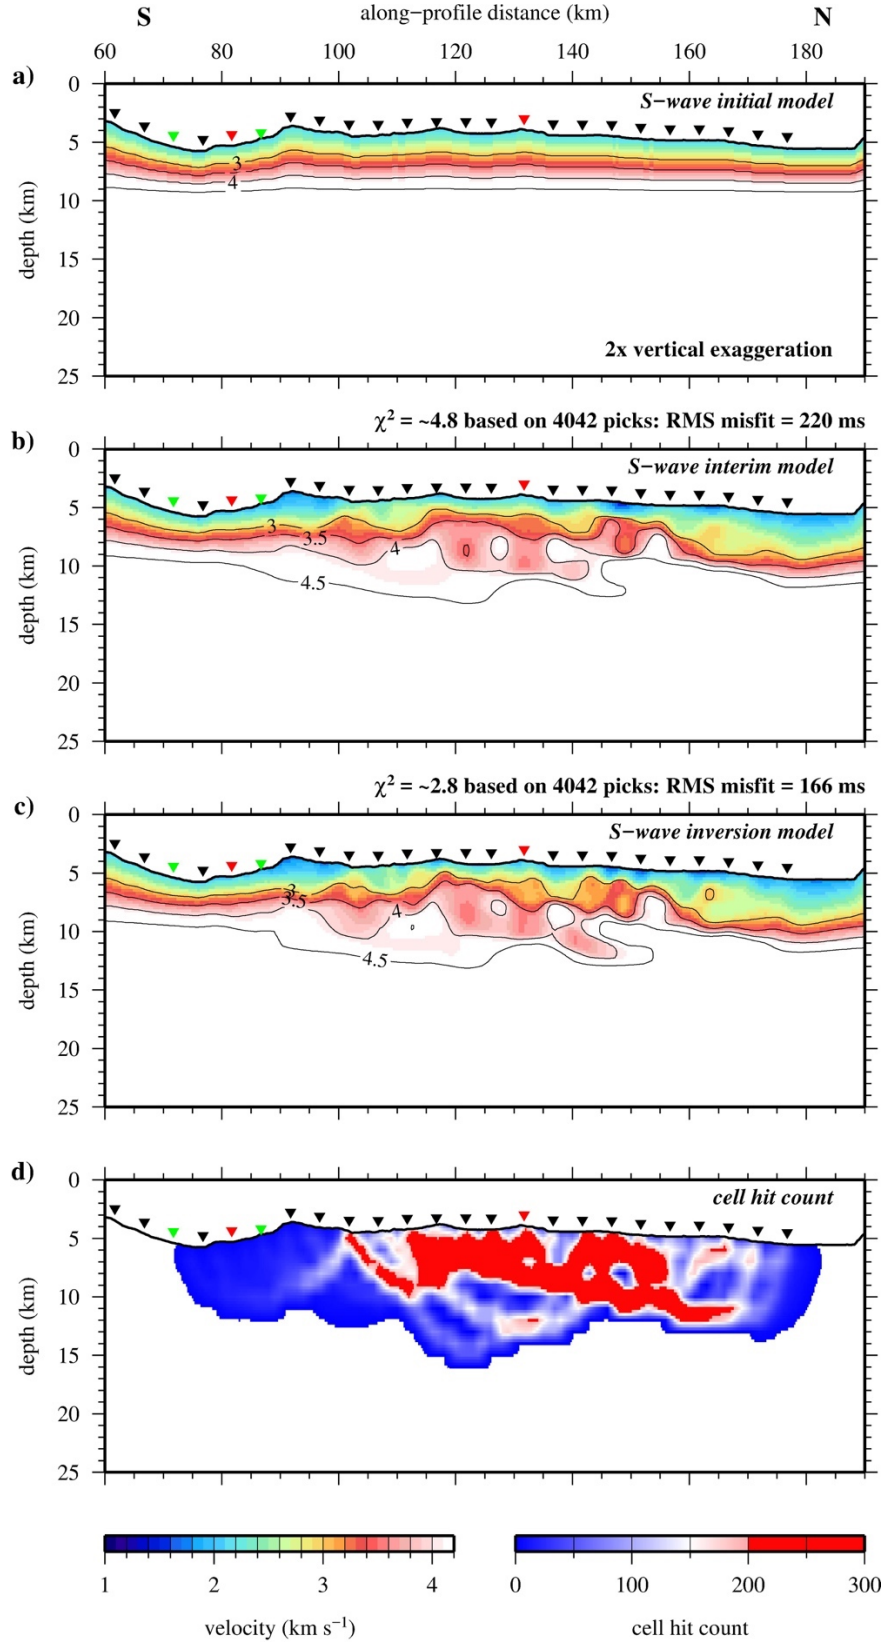 S along−profile distance (km) N
60 80 100 120 140 160 180
a)
S−wave initial model
0
5
10
15
20
25
depth (km)
3
4
2x vertical exaggeration
χ² = ~4.8 based on 4042 picks: RMS misfit = 220 ms
b)
S−wave interim model
0
5
10
15
20
25
depth (km)
3
3.5
4
4.5
χ² = ~2.8 based on 4042 picks: RMS misfit = 166 ms
c)
S−wave inversion model
0
5
10
15
20
25
depth (km)
3
3.5
4
4.5
d)
cell hit count
0
5
10
15
20
25
depth (km)
1 2 3 4
velocity (km s⁻¹)
0 100 200 300
cell hit count